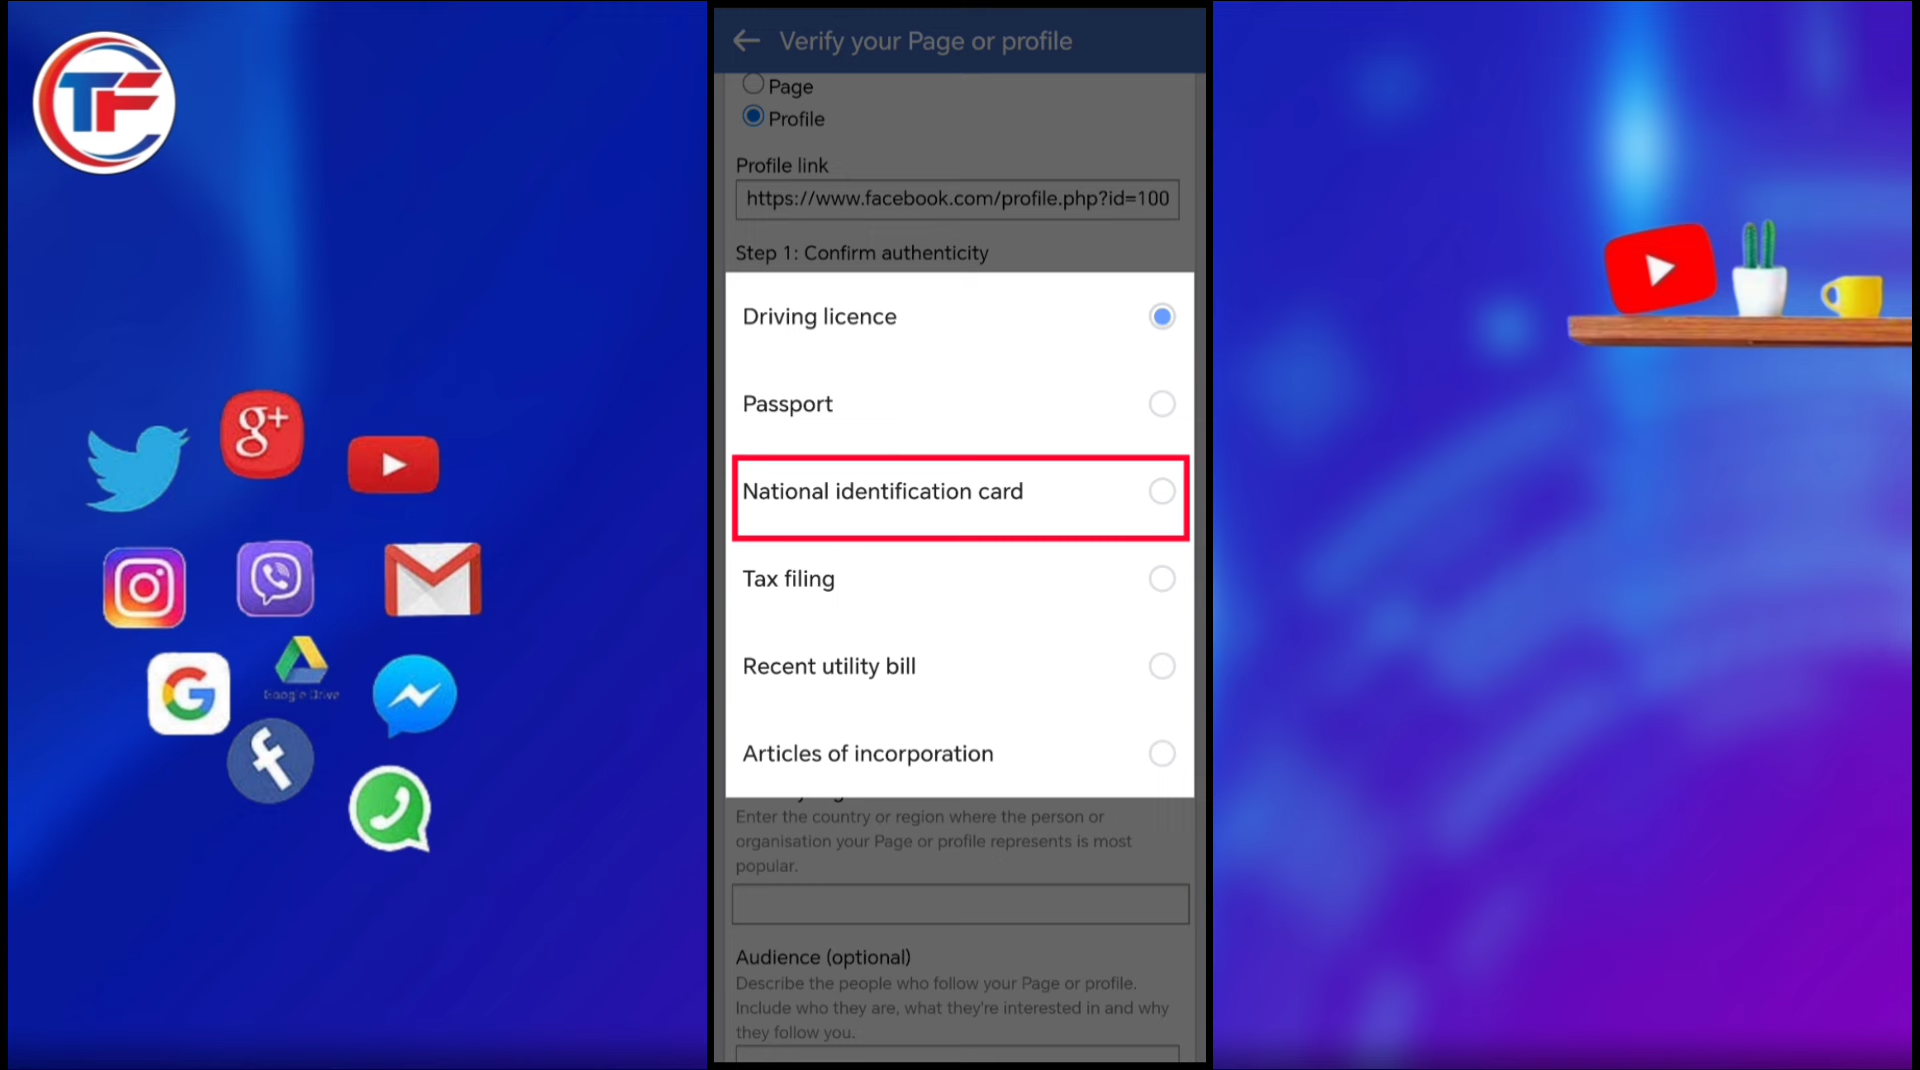 TF
Verify your Page or profile
Page
Profile
Profile link
https://www.facebook.com/profile.php?id=100
Step 1: Confirm authenticity
Driving licence
Passport
National identification card
Tax filing
Recent utility bill
Articles of incorporation
Enter the country or region where the person or
organisation your Page or profile represents is most
popular.
Audience (optional)
Describe the people who follow your Page or profile.
Include who they are, what they're interested in and why
they follow you.
g+
G
Google Drive
f